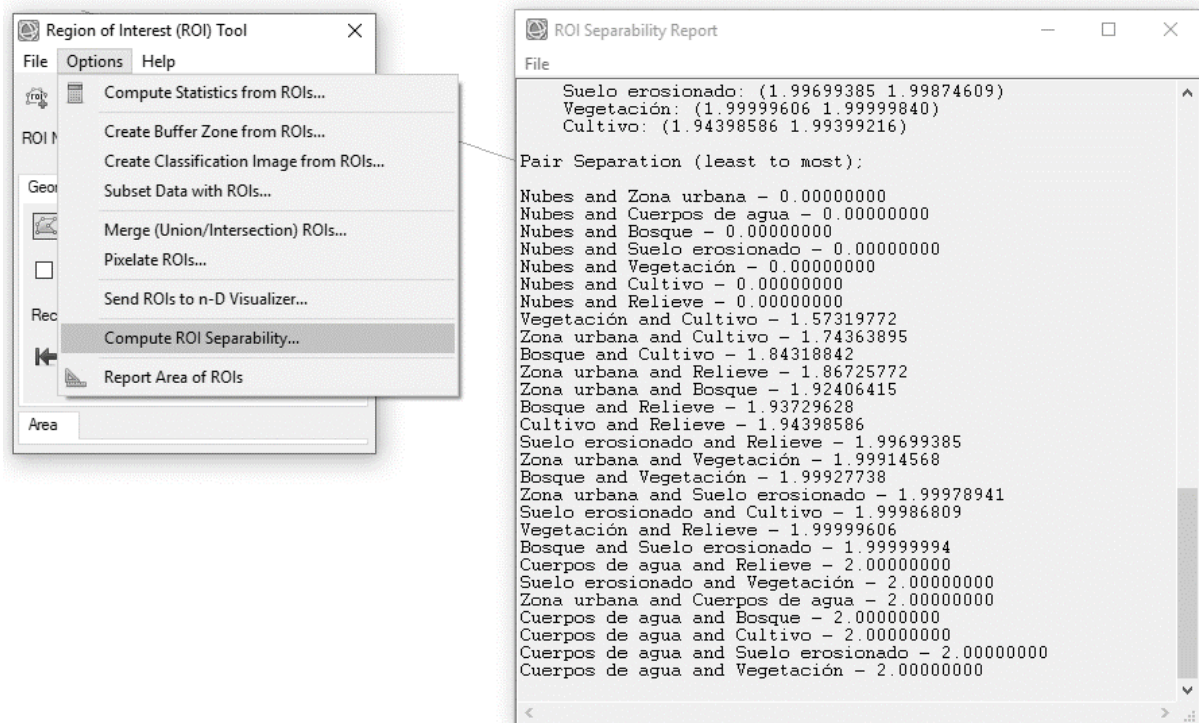 Region of Interest (ROI) Tool
File Options Help
Compute Statistics from ROIs...
Create Buffer Zone from ROIs...
Create Classification Image from ROIs...
Subset Data with ROIs...
Merge (Union/Intersection) ROIs...
Pixelate ROIs...
Send ROIs to n-D Visualizer...
Compute ROI Separability...
Report Area of ROIs
ROI N
Geor
Rec
Area
ROI Separability Report
File
Suelo erosionado: (1.99699385 1.99874609)
Vegetación: (1.99999606 1.99999840)
Cultivo: (1.94398586 1.99399216)
Pair Separation (least to most);
Nubes and Zona urbana - 0.00000000
Nubes and Cuerpos de agua - 0.00000000
Nubes and Bosque - 0.00000000
Nubes and Suelo erosionado - 0.00000000
Nubes and Vegetación - 0.00000000
Nubes and Cultivo - 0.00000000
Nubes and Relieve - 0.00000000
Vegetación and Cultivo - 1.57319772
Zona urbana and Cultivo - 1.74363895
Bosque and Cultivo - 1.84318842
Zona urbana and Relieve - 1.86725772
Zona urbana and Bosque - 1.92406415
Bosque and Relieve - 1.93729628
Cultivo and Relieve - 1.94398586
Suelo erosionado and Relieve - 1.99699385
Zona urbana and Vegetación - 1.99914568
Bosque and Vegetación - 1.99927738
Zona urbana and Suelo erosionado - 1.99978941
Suelo erosionado and Cultivo - 1.99986809
Vegetación and Relieve - 1.99999606
Bosque and Suelo erosionado - 1.99999994
Cuerpos de agua and Relieve - 2.00000000
Suelo erosionado and Vegetación - 2.00000000
Zona urbana and Cuerpos de agua - 2.00000000
Cuerpos de agua and Bosque - 2.00000000
Cuerpos de agua and Cultivo - 2.00000000
Cuerpos de agua and Suelo erosionado - 2.00000000
Cuerpos de agua and Vegetación - 2.00000000